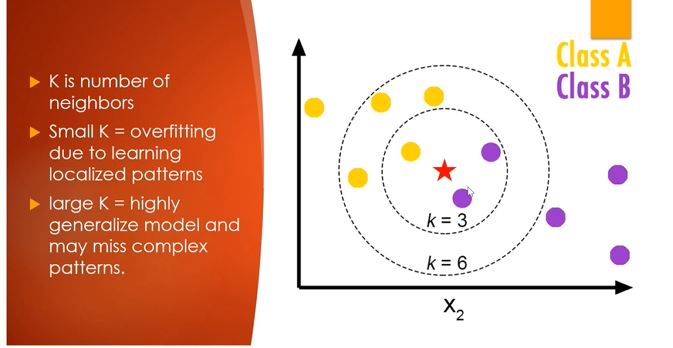 K is number of
neighbors
Small K = overfitting
due to learning
localized patterns
large K = highly
generalize model and
may miss complex
patterns.
Class A
Class B
k = 3
k = 6
x₂